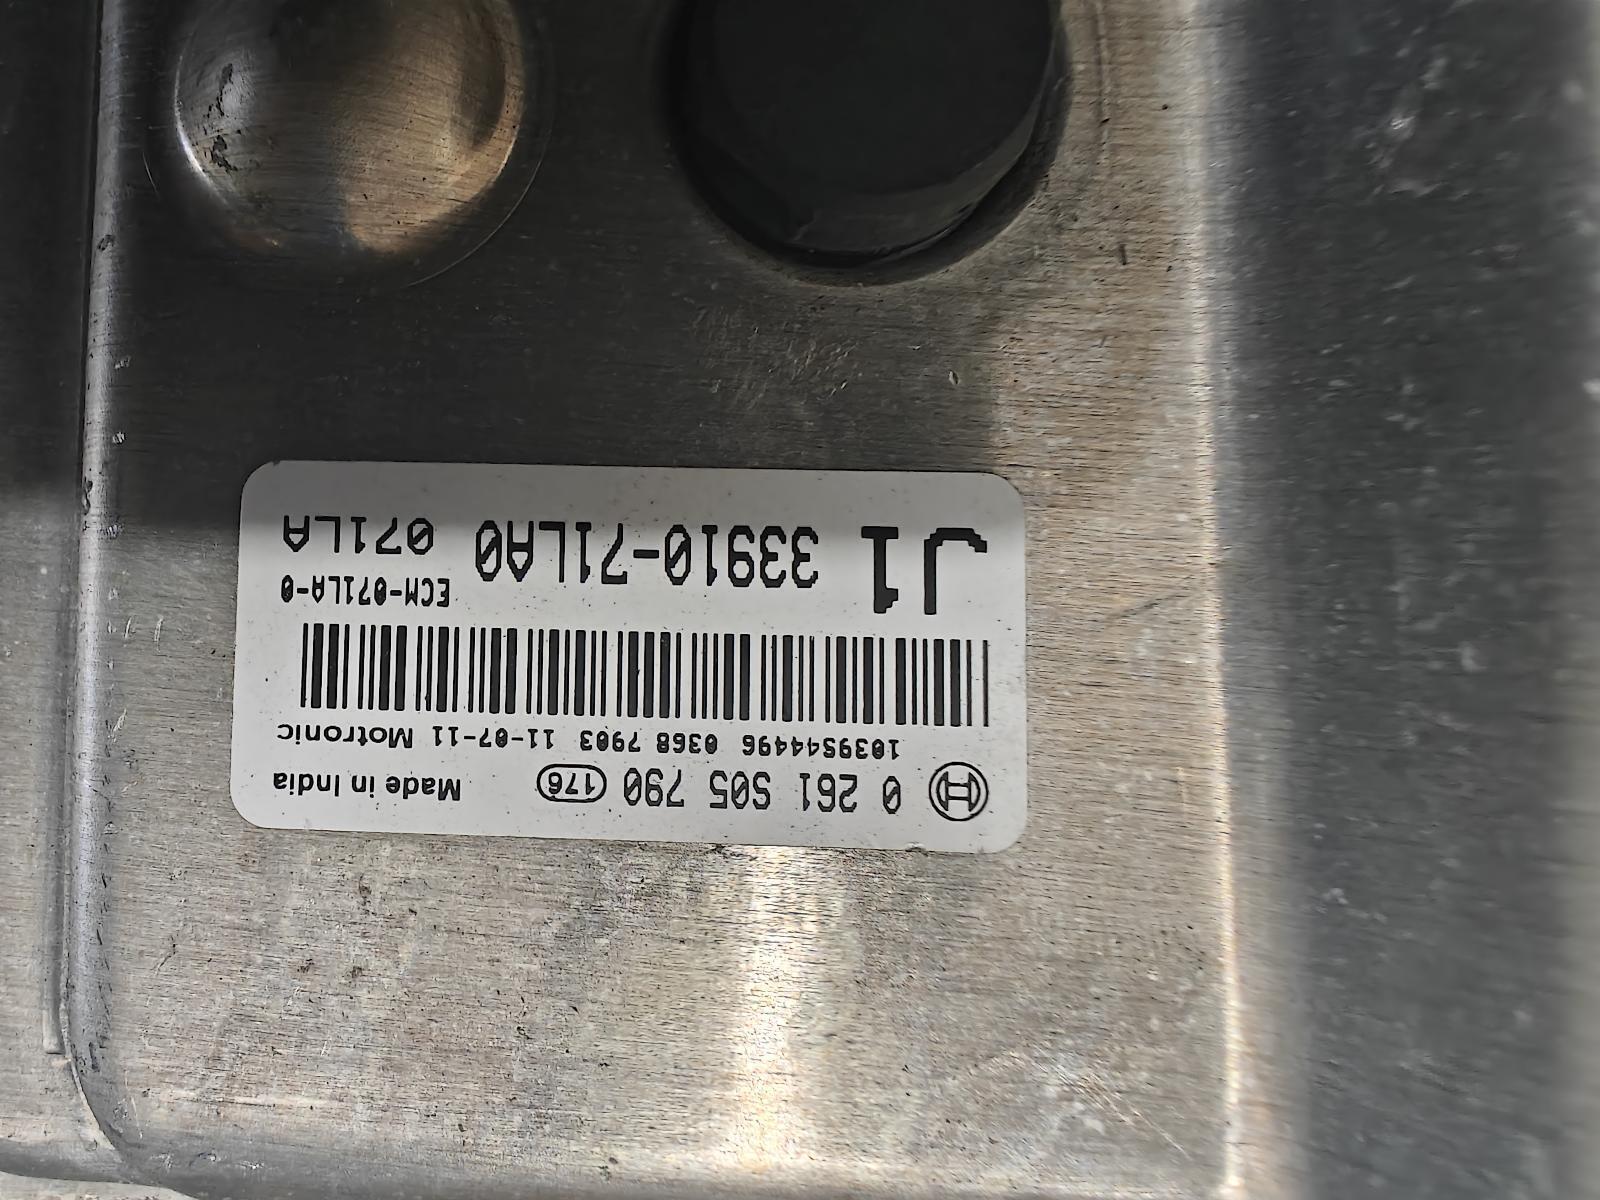 0 261 S05 790 176 Made in India
1039S44496 0368 7903 11-07-11 Motronic
ECM-071LA-0
J1 33910-71LA0 071LA